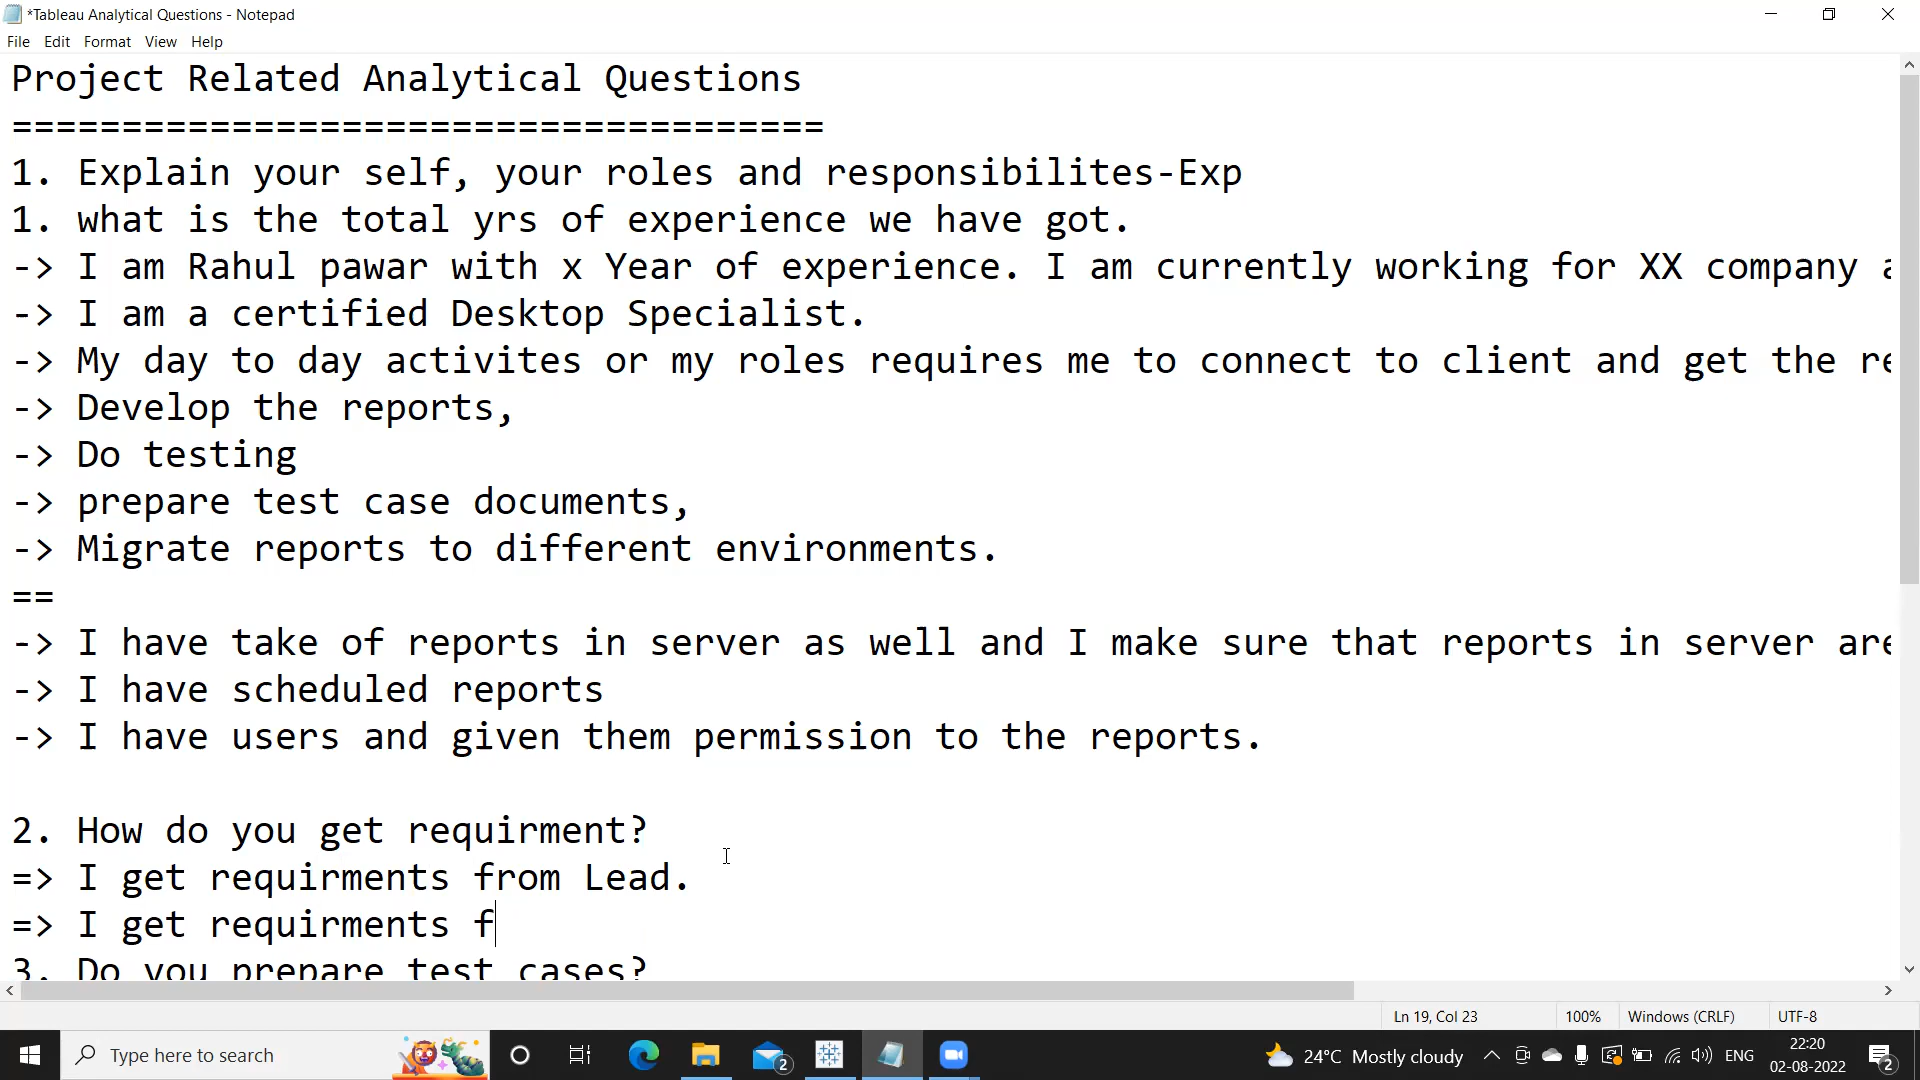 *Tableau Analytical Questions - Notepad
File Edit Format View Help
Project Related Analytical Questions
=====================================
1. Explain your self, your roles and responsibilites-Exp
1. what is the total yrs of experience we have got.
-> I am Rahul pawar with x Year of experience. I am currently working for XX company a
-> I am a certified Desktop Specialist.
-> My day to day activites or my roles requires me to connect to client and get the re
-> Develop the reports,
-> Do testing
-> prepare test case documents,
-> Migrate reports to different environments.
==
-> I have take of reports in server as well and I make sure that reports in server are
-> I have scheduled reports
-> I have users and given them permission to the reports.
2. How do you get requirment?
=> I get requirments from Lead.
=> I get requirments f
3. Do you prepare test cases?
Ln 19, Col 23 100% Windows (CRLF) UTF-8
Type here to search 2 24°C Mostly cloudy ENG 22:20 2
02-08-2022